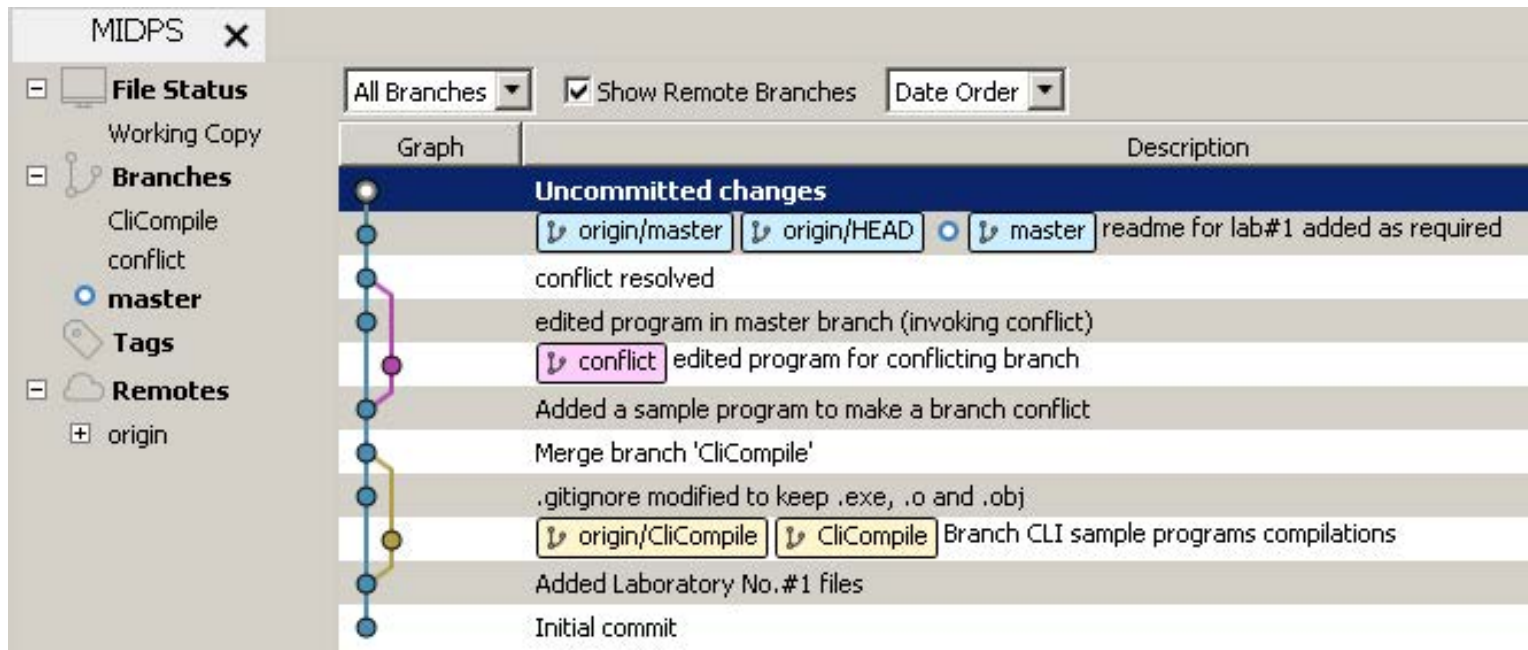 MIDPS
File Status
Working Copy
Branches
CliCompile
conflict
master
Tags
Remotes
origin
All Branches Show Remote Branches Date Order
Graph Description
Uncommitted changes
origin/master origin/HEAD master readme for lab#1 added as required
conflict resolved
edited program in master branch (invoking conflict)
conflict edited program for conflicting branch
Added a sample program to make a branch conflict
Merge branch 'CliCompile'
.gitignore modified to keep .exe, .o and .obj
origin/CliCompile CliCompile Branch CLI sample programs compilations
Added Laboratory No.#1 files
Initial commit